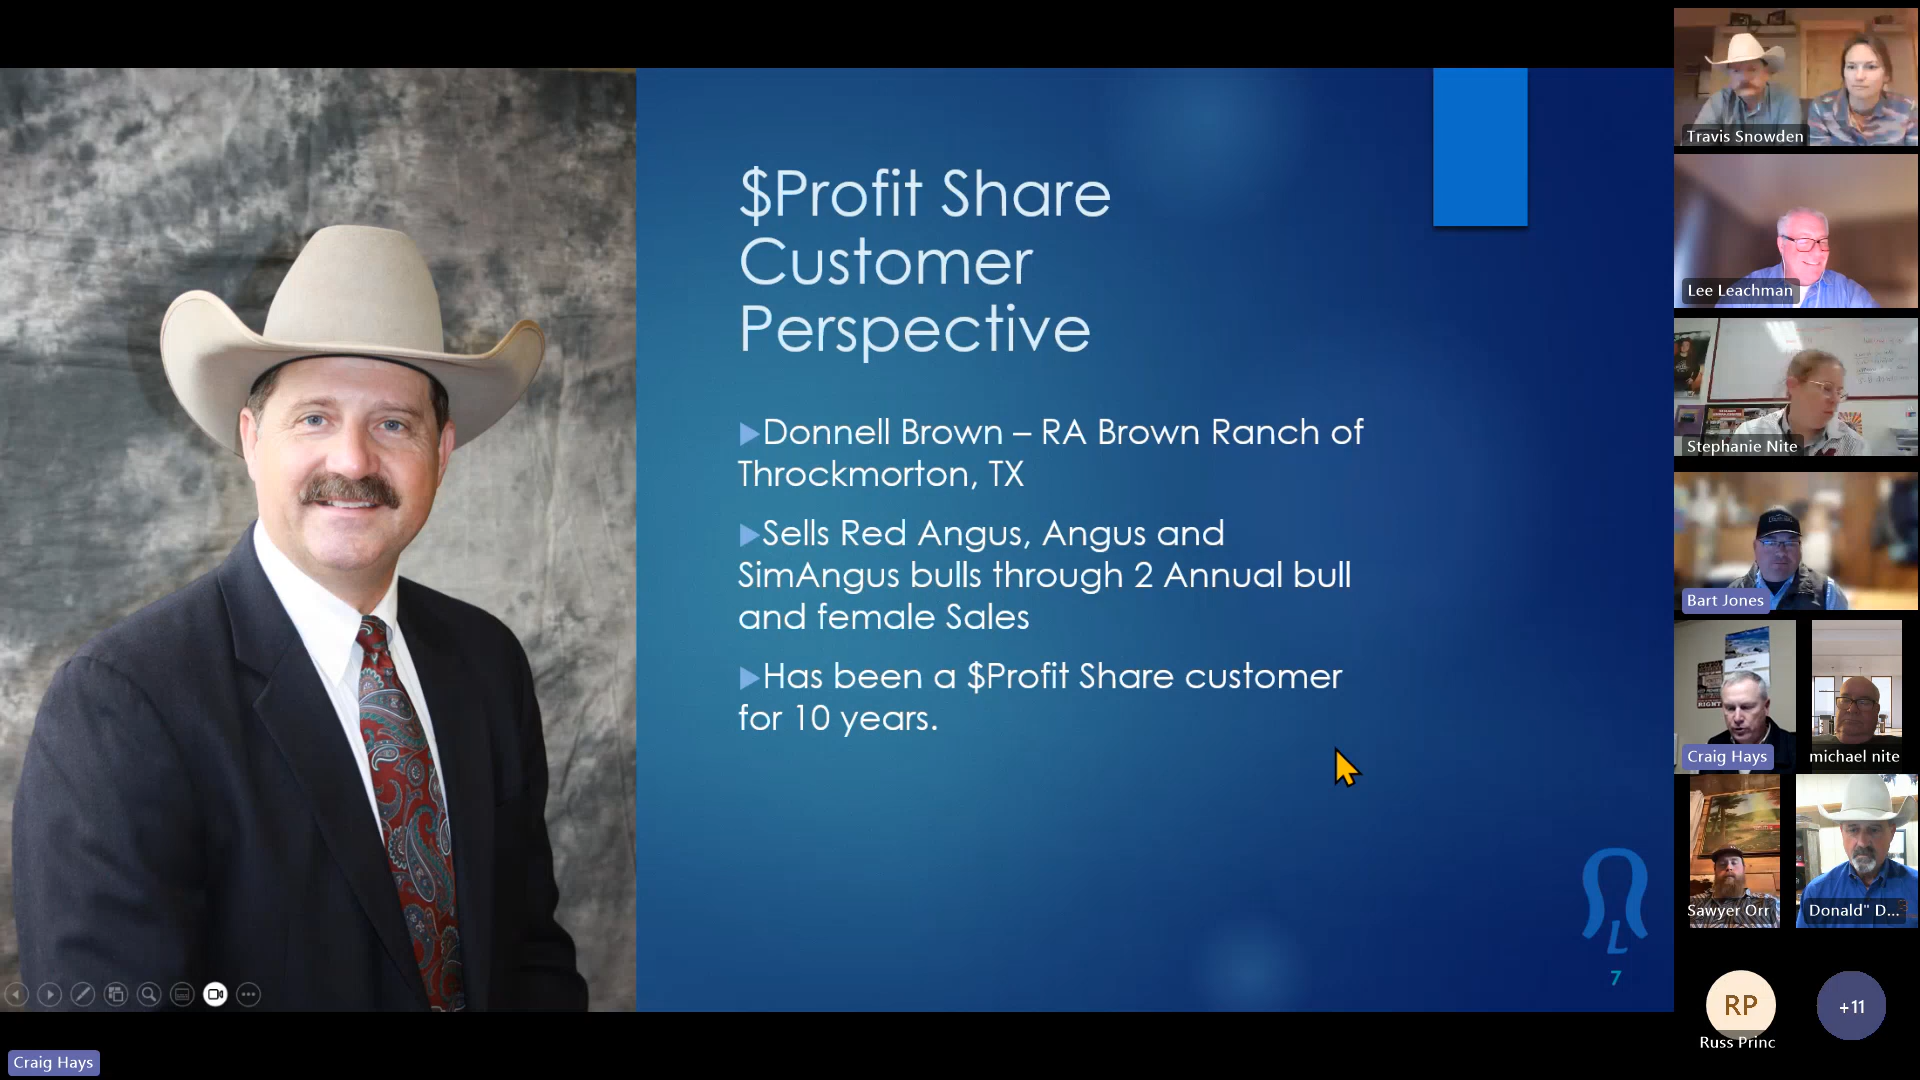 $Profit Share
Customer
Perspective
Donnell Brown – RA Brown Ranch of
Throckmorton, TX
Sells Red Angus, Angus and
SimAngus bulls through 2 Annual bull
and female Sales
Has been a $Profit Share customer
for 10 years.
L
7
Craig Hays
Travis Snowden
Lee Leachman
Stephanie Nite
Bart Jones
RIGHT
Craig Hays
michael nite
Sawyer Orr
Donald" D...
RP
Russ Princ
+11